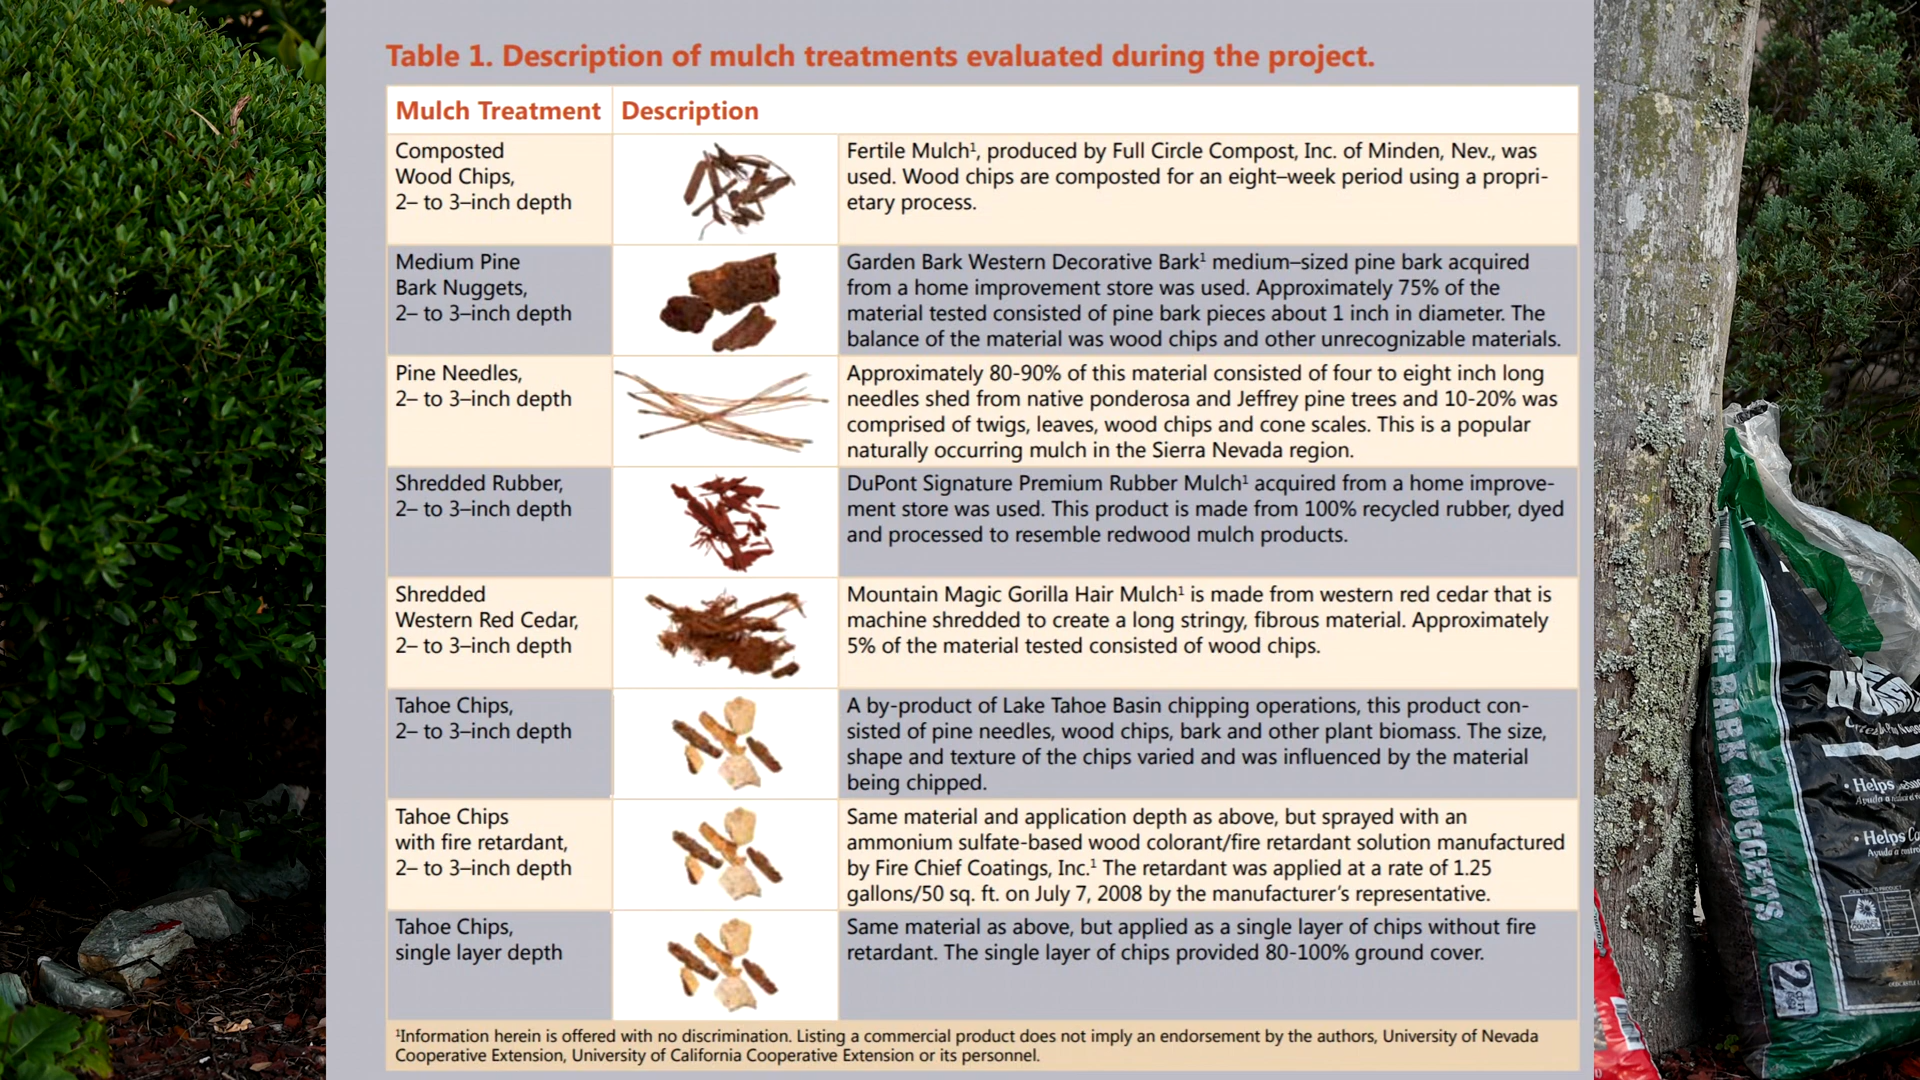 Table 1. Description of mulch treatments evaluated during the project.
Mulch Treatment
Description
Composted
Wood Chips,
2– to 3–inch depth
Fertile Mulch¹, produced by Full Circle Compost, Inc. of Minden, Nev., was
used. Wood chips are composted for an eight–week period using a propri-
etary process.
Medium Pine
Bark Nuggets,
2– to 3–inch depth
Garden Bark Western Decorative Bark¹ medium–sized pine bark acquired
from a home improvement store was used. Approximately 75% of the
material tested consisted of pine bark pieces about 1 inch in diameter. The
balance of the material was wood chips and other unrecognizable materials.
Pine Needles,
2– to 3–inch depth
Approximately 80-90% of this material consisted of four to eight inch long
needles shed from native ponderosa and Jeffrey pine trees and 10-20% was
comprised of twigs, leaves, wood chips and cone scales. This is a popular
naturally occurring mulch in the Sierra Nevada region.
Shredded Rubber,
2– to 3–inch depth
DuPont Signature Premium Rubber Mulch¹ acquired from a home improve-
ment store was used. This product is made from 100% recycled rubber, dyed
and processed to resemble redwood mulch products.
Shredded
Western Red Cedar,
2– to 3–inch depth
Mountain Magic Gorilla Hair Mulch¹ is made from western red cedar that is
machine shredded to create a long stringy, fibrous material. Approximately
5% of the material tested consisted of wood chips.
Tahoe Chips,
2– to 3–inch depth
A by-product of Lake Tahoe Basin chipping operations, this product con-
sisted of pine needles, wood chips, bark and other plant biomass. The size,
shape and texture of the chips varied and was influenced by the material
being chipped.
Tahoe Chips
with fire retardant,
2– to 3–inch depth
Same material and application depth as above, but sprayed with an
ammonium sulfate-based wood colorant/fire retardant solution manufactured
by Fire Chief Coatings, Inc.¹ The retardant was applied at a rate of 1.25
gallons/50 sq. ft. on July 7, 2008 by the manufacturer's representative.
Tahoe Chips,
single layer depth
Same material as above, but applied as a single layer of chips without fire
retardant. The single layer of chips provided 80-100% ground cover.
¹Information herein is offered with no discrimination. Listing a commercial product does not imply an endorsement by the authors, University of Nevada
Cooperative Extension, University of California Cooperative Extension or its personnel.
PINE BARK NUGGETS
• Helps
Ayuda a
• Helps
Ayuda a
2